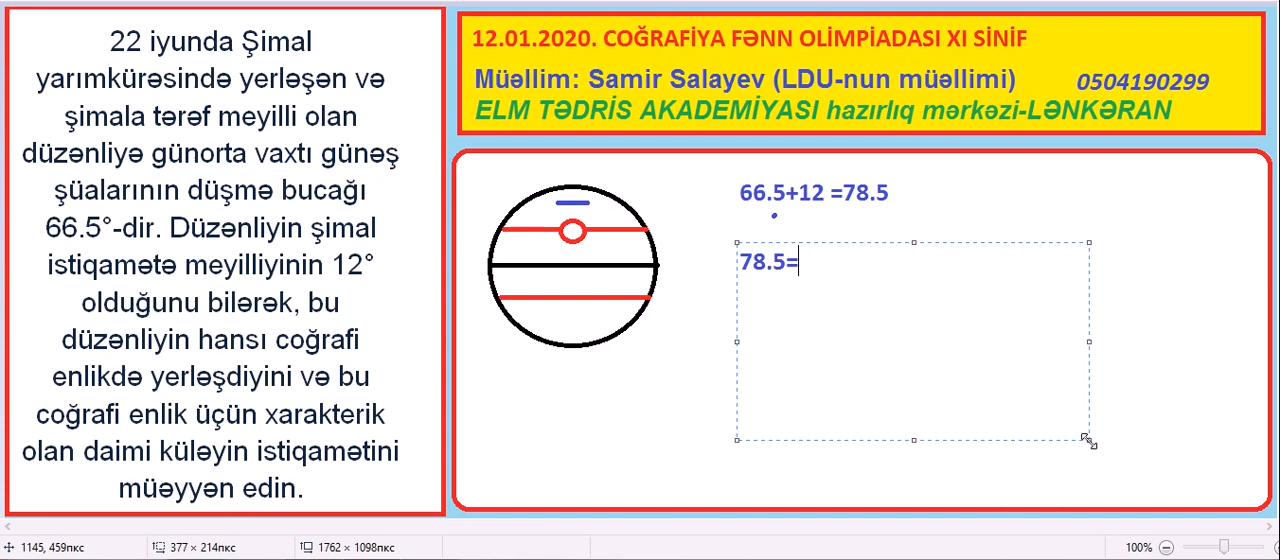 22 iyunda Şimal
yarımkürəsində yerləşən və
şimala tərəf meyilli olan
düzənliyə günorta vaxtı günəş
şüalarının düşmə bucağı
66.5°-dir. Düzənliyin şimal
istiqamətə meyilliyinin 12°
olduğunu bilərək, bu
düzənliyin hansı coğrafi
enlikdə yerləşdiyini və bu
coğrafi enlik üçün xarakterik
olan daimi küləyin istiqamətini
müəyyən edin.
12.01.2020. COĞRAFİYA FƏNN OLİMPİADASI XI SİNİF
Müəllim: Samir Salayev (LDU-nun müəllimi) 0504190299
ELM TƏDRİS AKADEMİYASI hazırlıq mərkəzi-LƏNKƏRAN
66.5+12 =78.5
78.5=
1145, 459пкс 377 × 214пкс 1762 × 1098пкс 100%